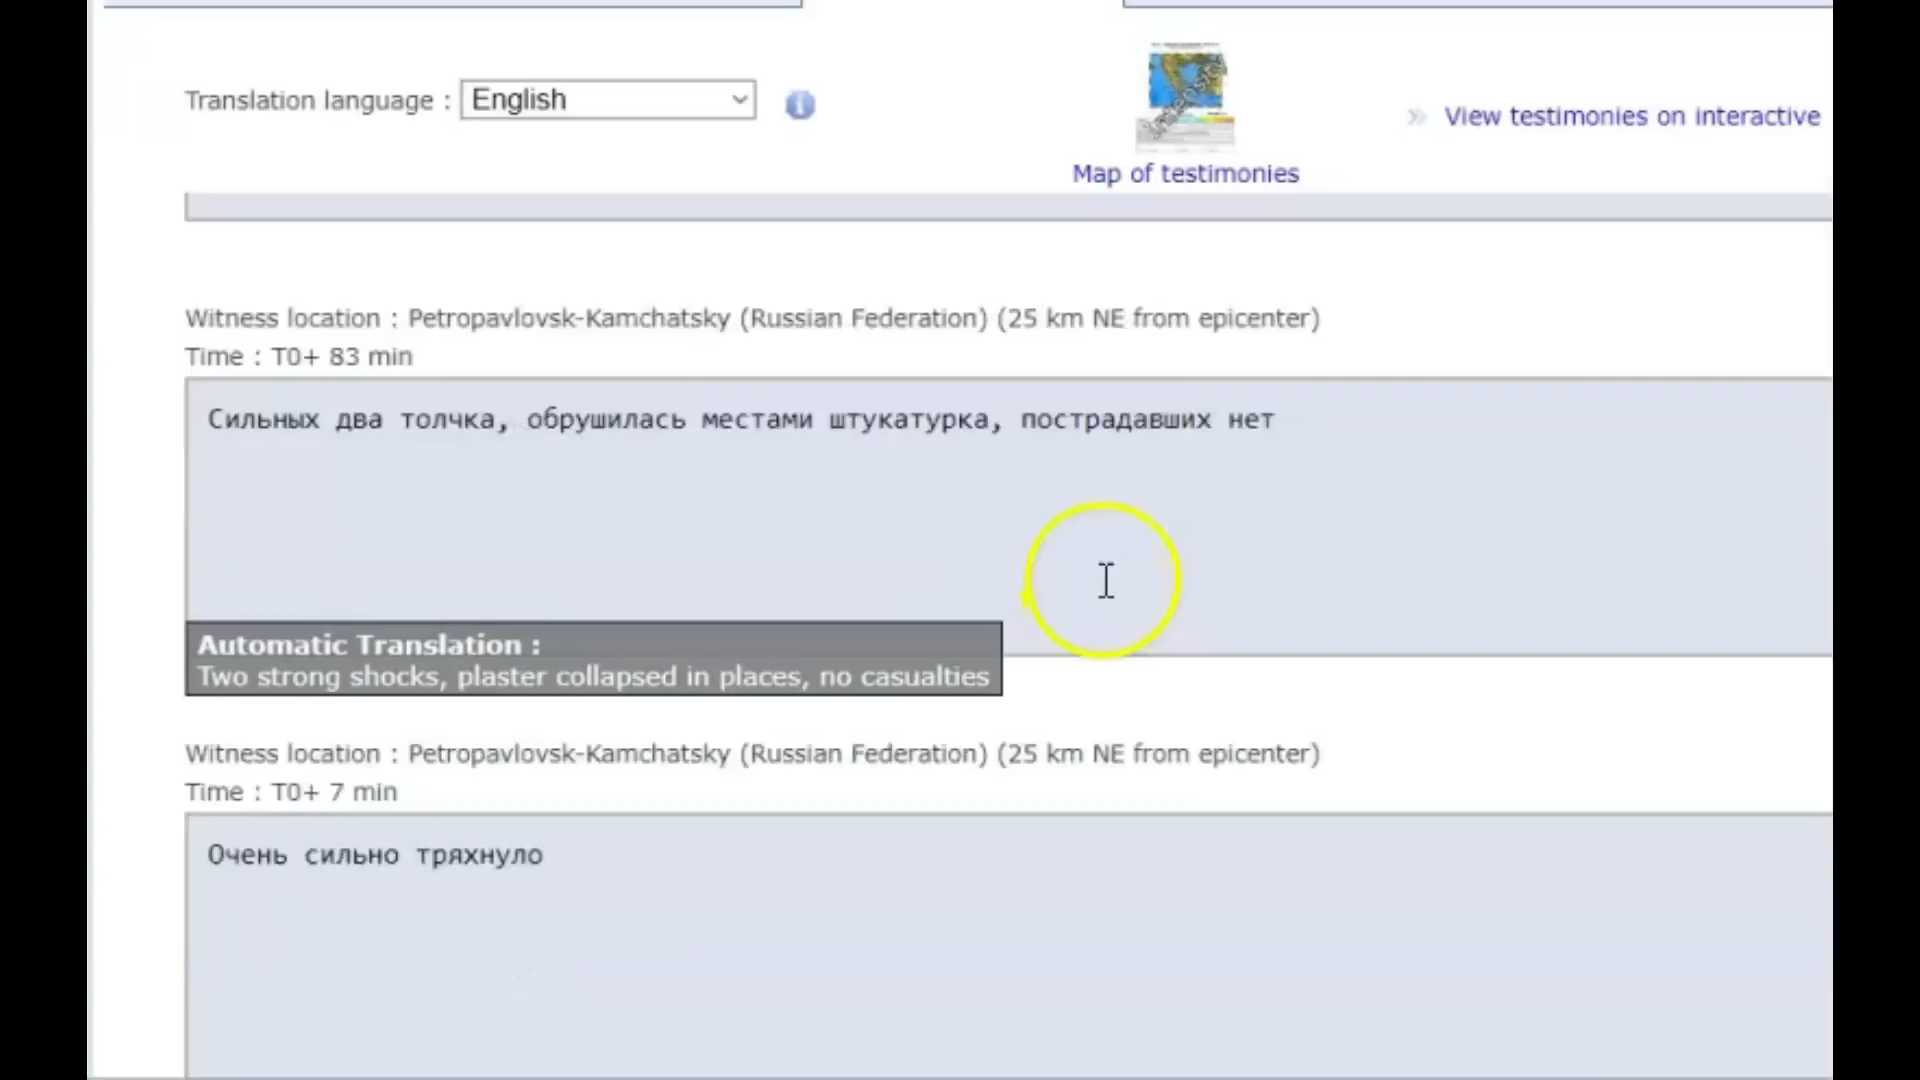 Translation language : English
View testimonies on interactive
Map of testimonies
Witness location : Petropavlovsk-Kamchatsky (Russian Federation) (25 km NE from epicenter)
Time : T0+ 83 min
Сильных два толчка, обрушилась местами штукатурка, пострадавших нет
Automatic Translation :
Two strong shocks, plaster collapsed in places, no casualties
Witness location : Petropavlovsk-Kamchatsky (Russian Federation) (25 km NE from epicenter)
Time : T0+ 7 min
Очень сильно тряхнуло